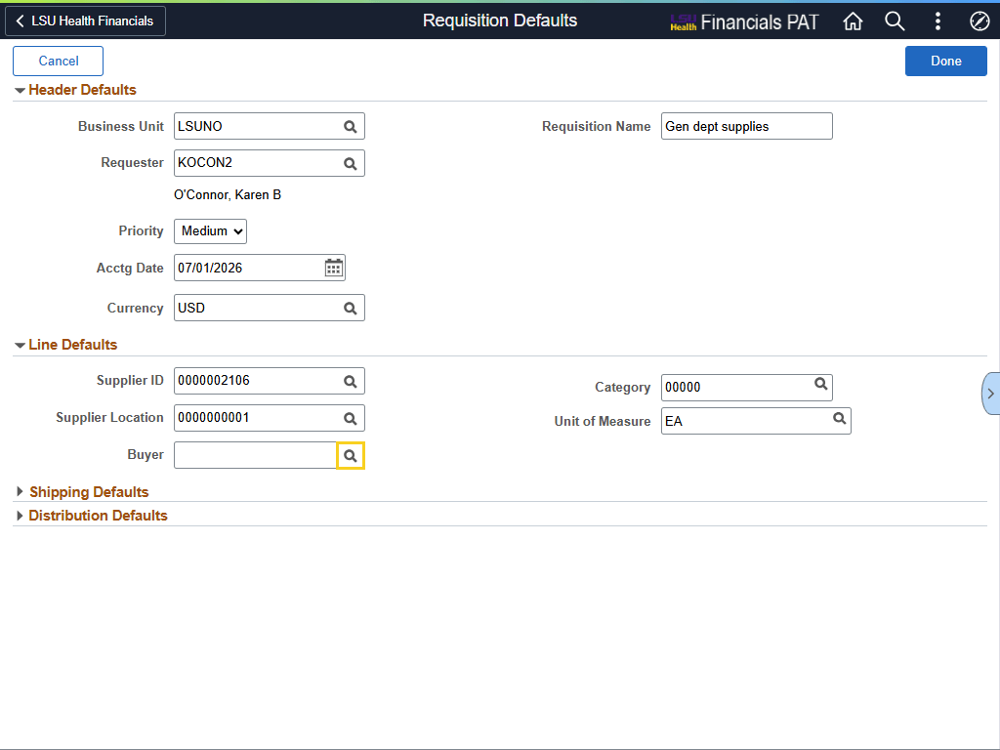 LSU Health Financials
Requisition Defaults
LSU Health Financials PAT
Cancel
Done
Header Defaults
Business Unit LSUNO
Requisition Name Gen dept supplies
Requester KOCON2
O'Connor, Karen B
Priority Medium
Acctg Date 07/01/2026
Currency USD
Line Defaults
Supplier ID 0000002106
Category 00000
Supplier Location 0000000001
Unit of Measure EA
Buyer
Shipping Defaults
Distribution Defaults